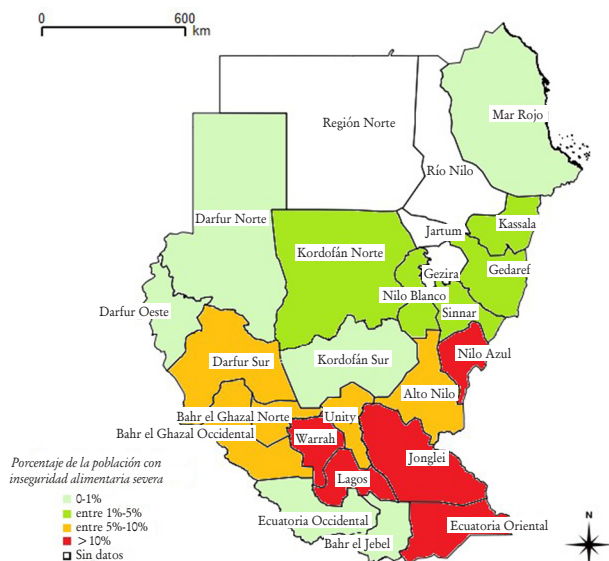 0
600
km
Región Norte
Mar Rojo
Río Nilo
Darfur Norte
Jartum
Kassala
Kordofán Norte
Gezira
Gedaref
Nilo Blanco
Darfur Oeste
Sinnar
Darfur Sur
Kordofán Sur
Nilo Azul
Alto Nilo
Bahr el Ghazal Norte
Unity
Bahr el Ghazal Occidental
Warrah
Jonglei
Lagos
Porcentaje de la población con
inseguridad alimentaria severa
0-1%
entre 1%-5%
entre 5%-10%
>10%
Sin datos
Ecuatoria Occidental
Ecuatoria Oriental
Bahr el Jebel
N